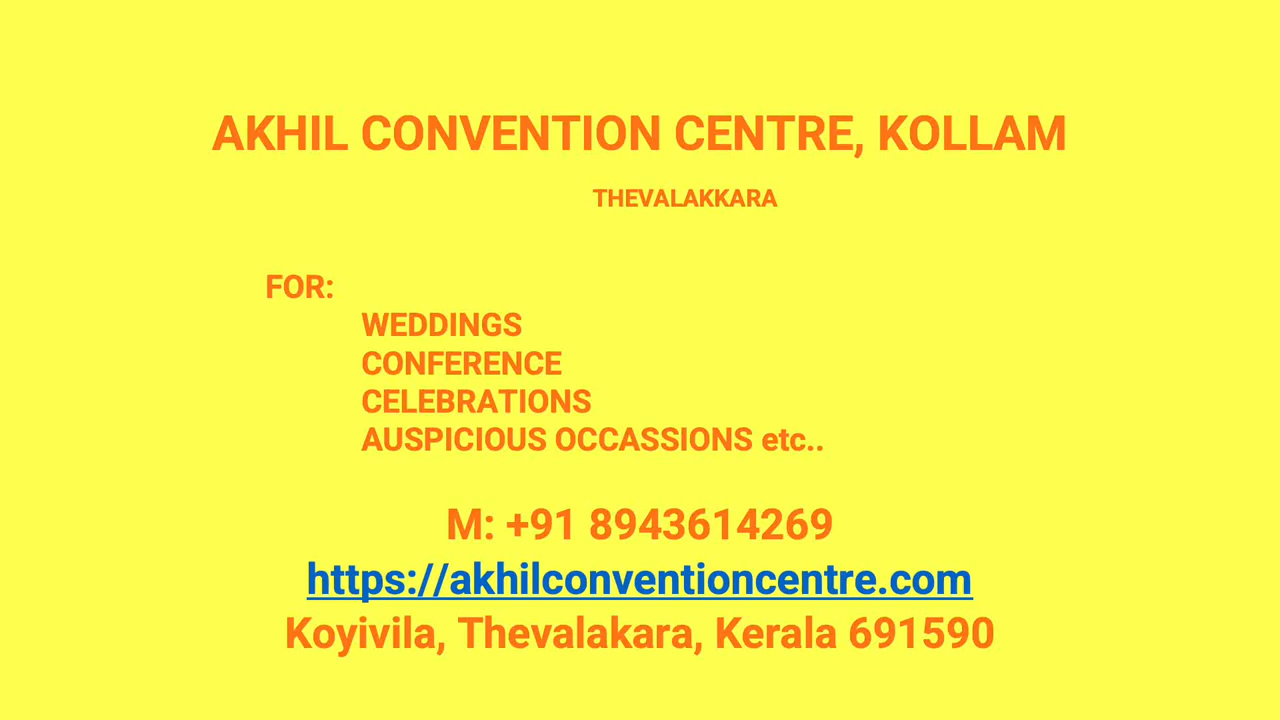 AKHIL CONVENTION CENTRE, KOLLAM
THEVALAKKARA
FOR:
WEDDINGS
CONFERENCE
CELEBRATIONS
AUSPICIOUS OCCASSIONS etc..
M: +91 8943614269
https://akhilconventioncentre.com
Koyivila, Thevalakara, Kerala 691590